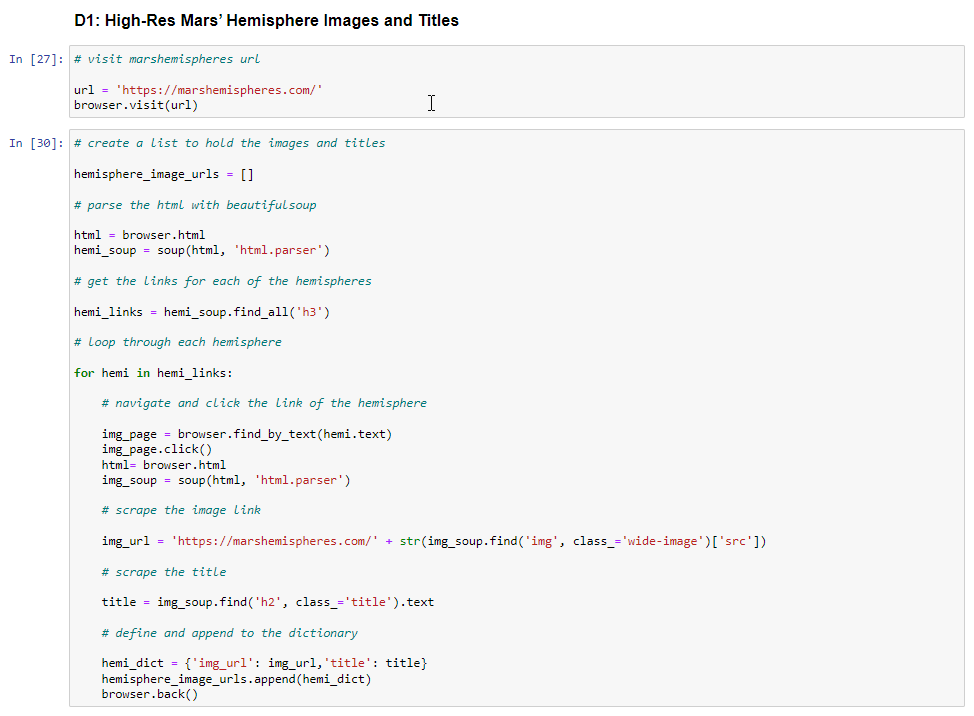 D1: High-Res Mars’ Hemisphere Images and Titles
In [27]: # visit marshemispheres url
url = 'https://marshemispheres.com/'
browser.visit(url)
In [30]: # create a list to hold the images and titles
hemisphere_image_urls = []
# parse the html with beautifulsoup
html = browser.html
hemi_soup = soup(html, 'html.parser')
# get the links for each of the hemispheres
hemi_links = hemi_soup.find_all('h3')
# loop through each hemisphere
for hemi in hemi_links:
    # navigate and click the link of the hemisphere
    img_page = browser.find_by_text(hemi.text)
    img_page.click()
    html= browser.html
    img_soup = soup(html, 'html.parser')
    # scrape the image link
    img_url = 'https://marshemispheres.com/' + str(img_soup.find('img', class_='wide-image')['src'])
    # scrape the title
    title = img_soup.find('h2', class_='title').text
    # define and append to the dictionary
    hemi_dict = {'img_url': img_url,'title': title}
    hemisphere_image_urls.append(hemi_dict)
    browser.back()